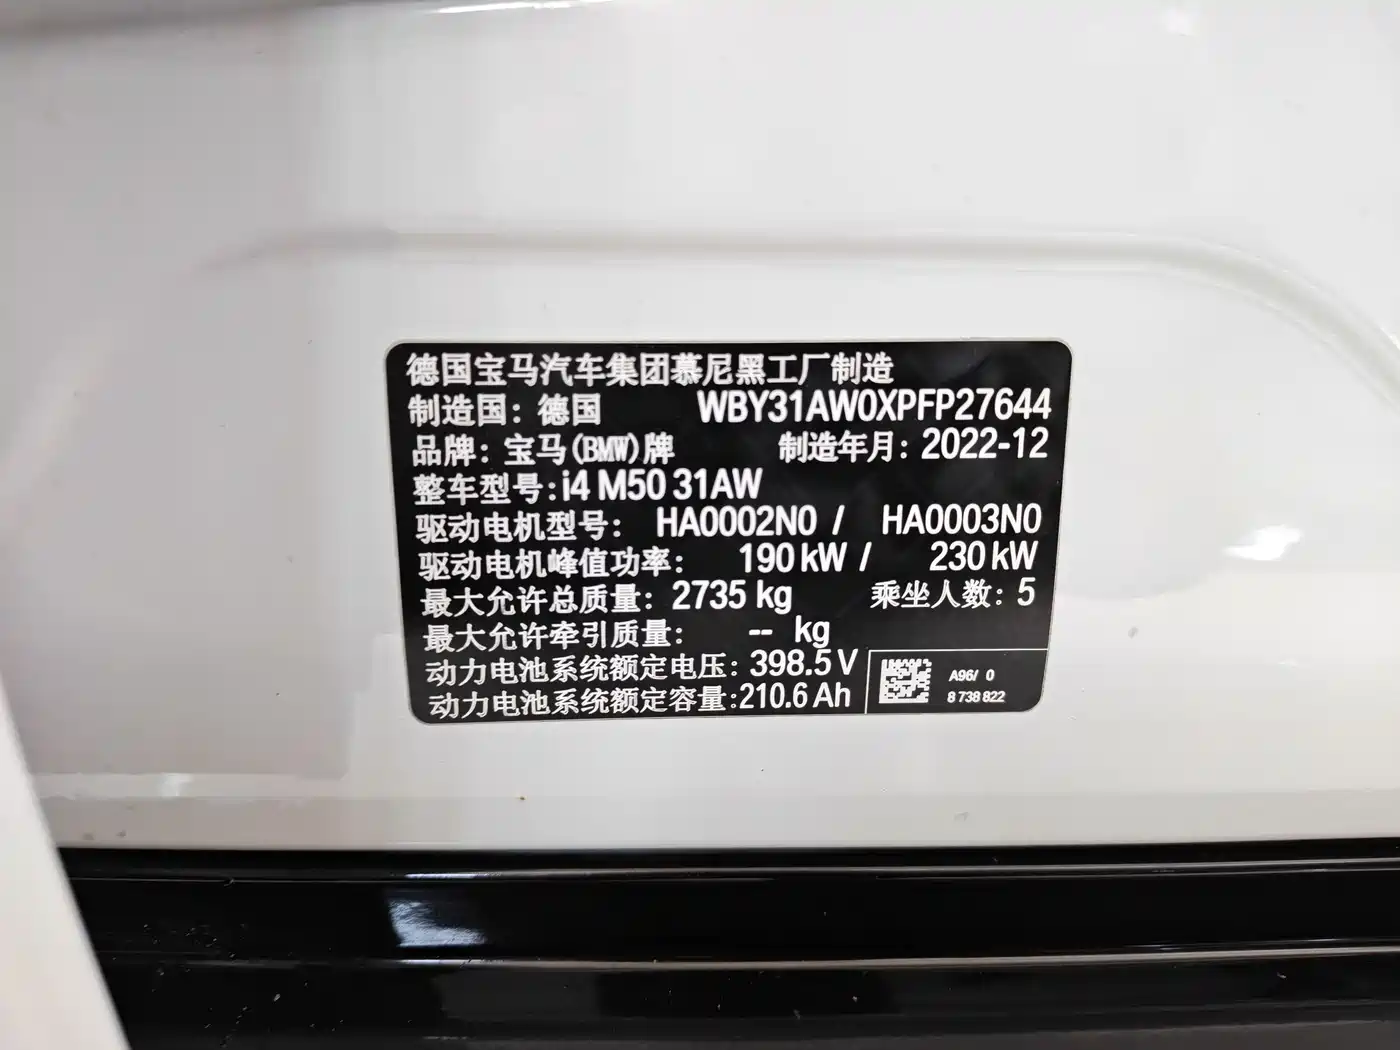 德国宝马汽车集团慕尼黑工厂制造
制造国：德国 WBY31AW0XPFP27644
品牌：宝马(BMW)牌 制造年月：2022-12
整车型号:i4 M50 31AW
驱动电机型号： HA0002N0 / HA0003N0
驱动电机峰值功率： 190 kW / 230 kW
最大允许总质量：2735 kg 乘坐人数：5
最大允许牵引质量： -- kg
动力电池系统额定电压：398.5 V
动力电池系统额定容量:210.6 Ah
A96/ 0
8 738 822